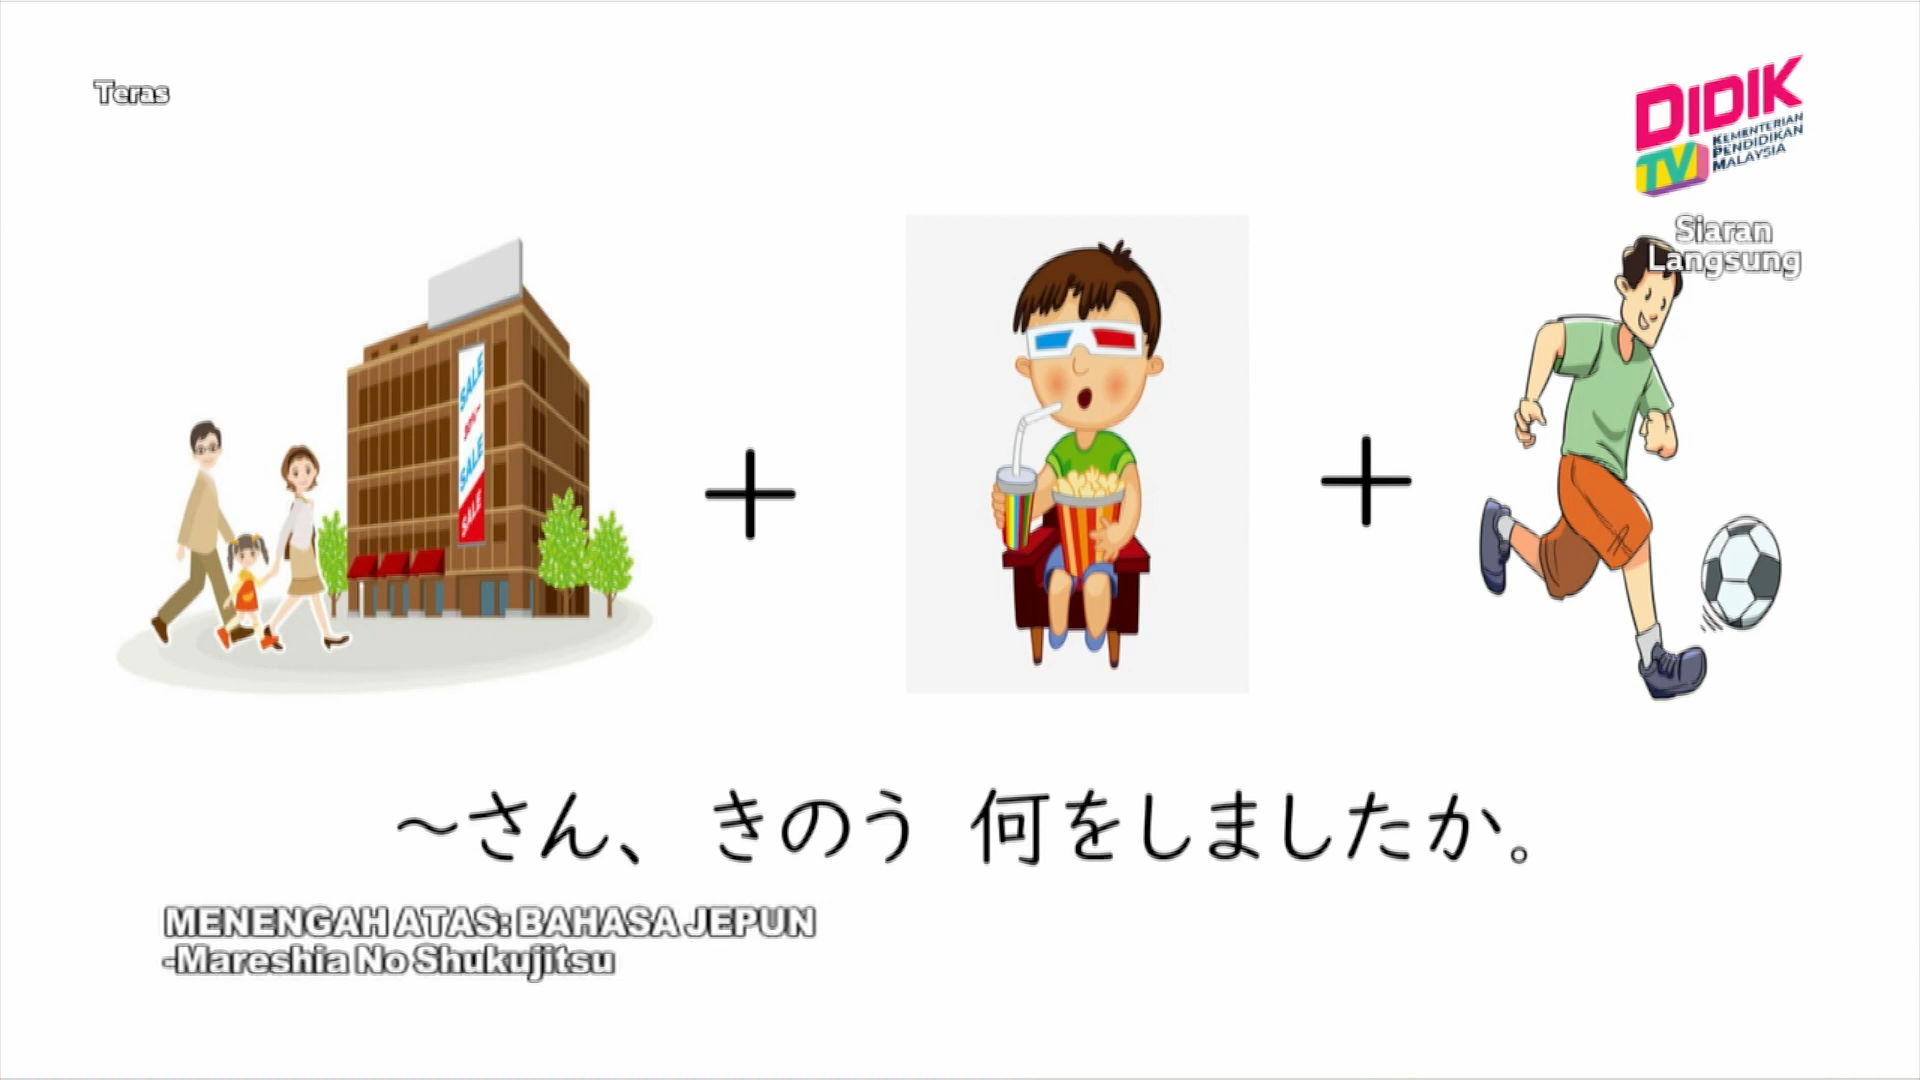 Teras
DIDIK
TV
KEMENTERIAN
PENDIDIKAN
MALAYSIA
Siaran
Langsung
SALE
30%~
SALE
SALE
～さん、きのう 何をしましたか。
MENENGAH ATAS: BAHASA JEPUN
-Mareshia No Shukujitsu